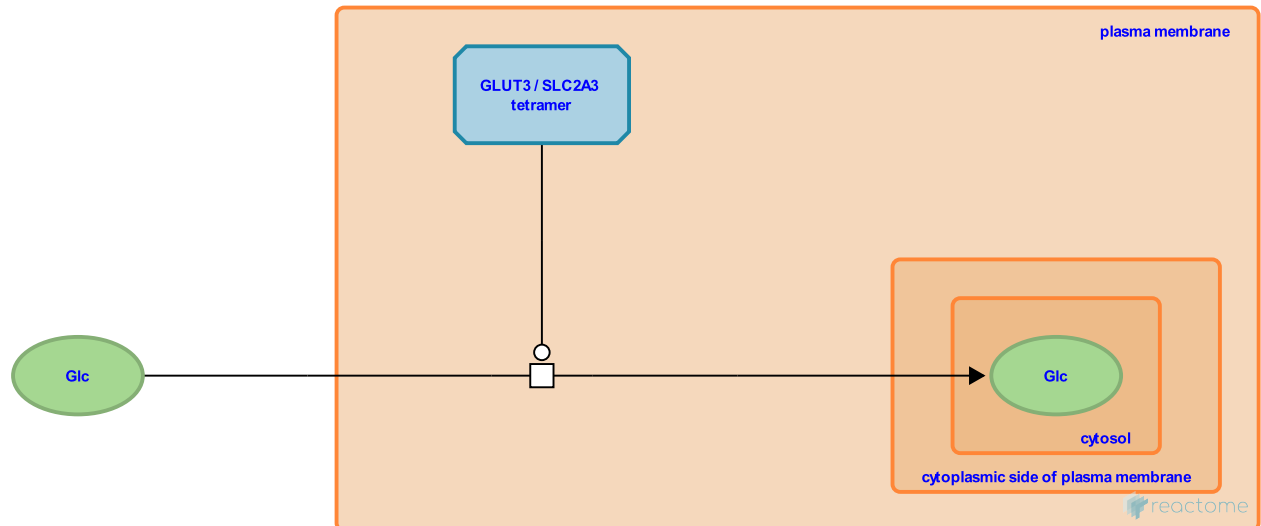 plasma membrane
GLUT3 / SLC2A3
tetramer
Glc
Glc
cytosol
cytoplasmic side of plasma membrane
reactome